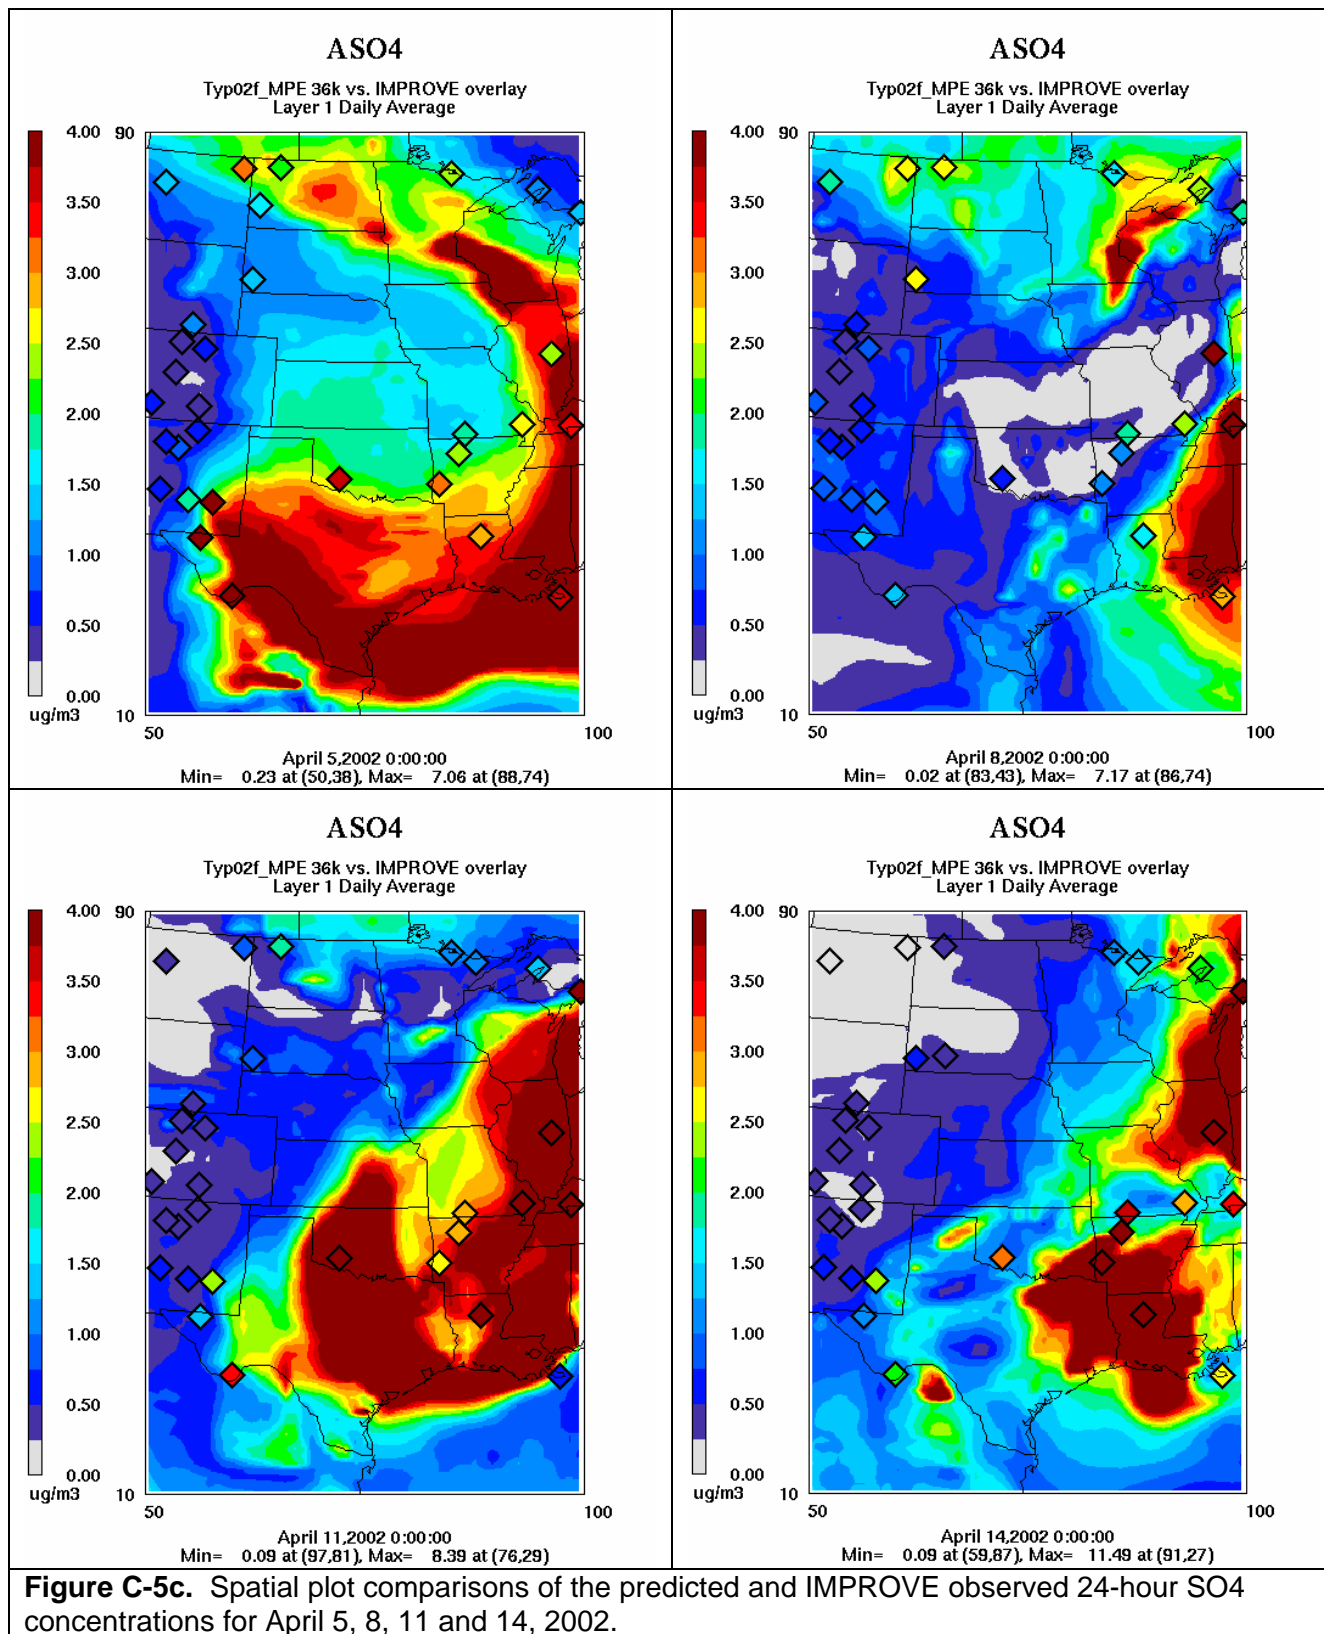 ASO4
Typ02f_MPE 36k vs. IMPROVE overlay
Layer 1 Daily Average
4.00
3.50
3.00
2.50
2.00
1.50
1.00
0.50
0.00
ug/m3
90
10
50
100
April 5,2002 0:00:00
Min= 0.23 at (50,38), Max= 7.06 at (88,74)
ASO4
Typ02f_MPE 36k vs. IMPROVE overlay
Layer 1 Daily Average
4.00
3.50
3.00
2.50
2.00
1.50
1.00
0.50
0.00
ug/m3
90
10
50
100
April 8,2002 0:00:00
Min= 0.02 at (83,43), Max= 7.17 at (86,74)
ASO4
Typ02f_MPE 36k vs. IMPROVE overlay
Layer 1 Daily Average
4.00
3.50
3.00
2.50
2.00
1.50
1.00
0.50
0.00
ug/m3
90
10
50
100
April 11,2002 0:00:00
Min= 0.09 at (97,81), Max= 8.39 at (76,29)
ASO4
Typ02f_MPE 36k vs. IMPROVE overlay
Layer 1 Daily Average
4.00
3.50
3.00
2.50
2.00
1.50
1.00
0.50
0.00
ug/m3
90
10
50
100
April 14,2002 0:00:00
Min= 0.09 at (59,87), Max= 11.49 at (91,27)
Figure C-5c. Spatial plot comparisons of the predicted and IMPROVE observed 24-hour SO4
concentrations for April 5, 8, 11 and 14, 2002.